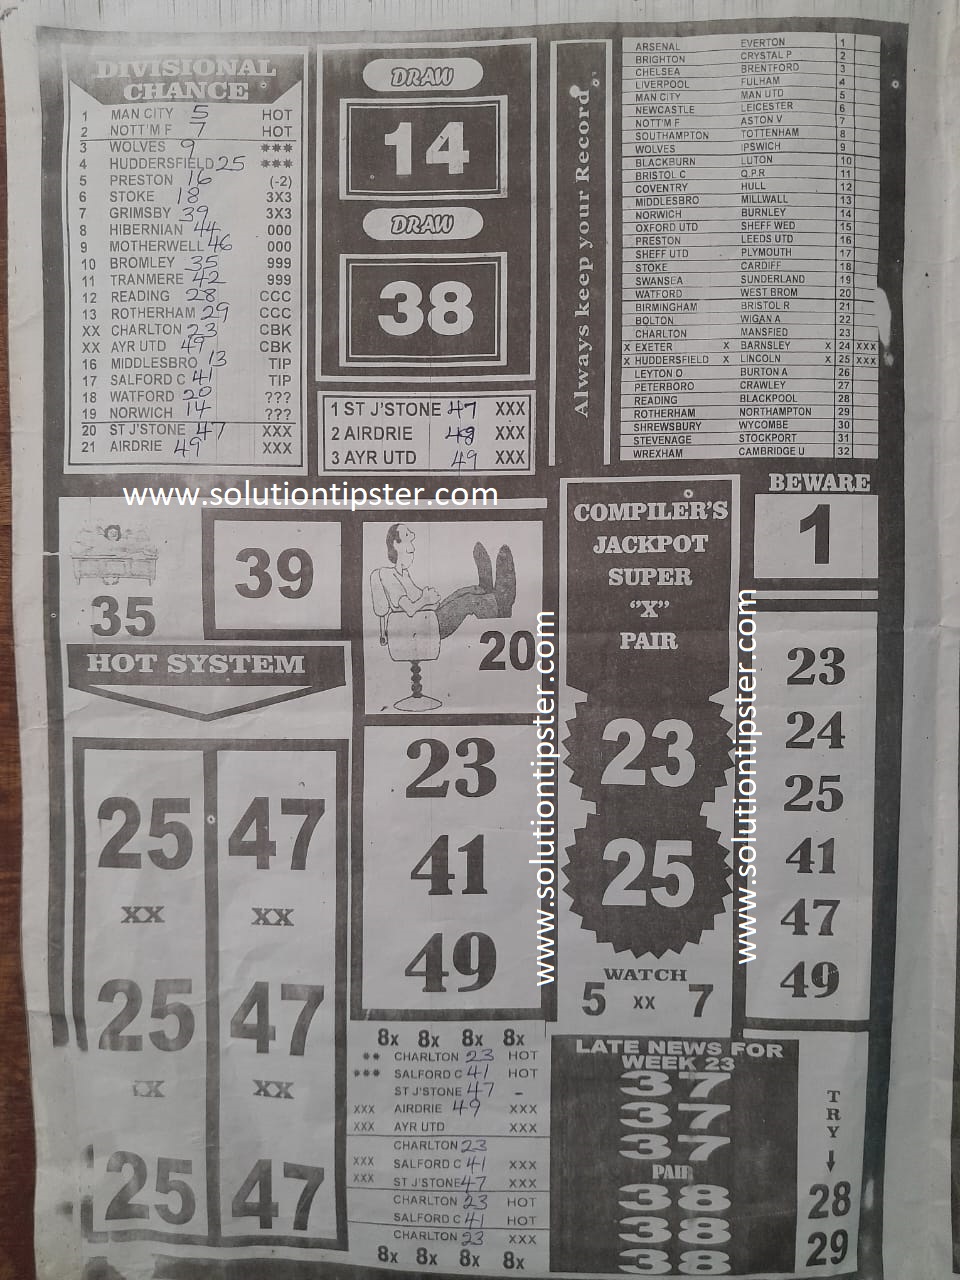 DIVISIONAL
CHANCE
1 MAN CITY 5 HOT
2 NOTT'M F 7 HOT
3 WOLVES 9 ***
4 HUDDERSFIELD 25 ***
5 PRESTON 16 (-2)
6 STOKE 18 3X3
7 GRIMSBY 39 3X3
8 HIBERNIAN 44 000
9 MOTHERWELL 46 000
10 BROMLEY 35 999
11 TRANMERE 42 999
12 READING 28 CCC
13 ROTHERHAM 29 CCC
XX CHARLTON 23 CBK
XX AYR UTD 49 CBK
16 MIDDLESBRO 13 TIP
17 SALFORD C 41 TIP
18 WATFORD 20 ???
19 NORWICH 14 ???
20 ST J'STONE 47 XXX
21 AIRDRIE 49 XXX
DRAW
14
DRAW
38
1 ST J'STONE 47 XXX
2 AIRDRIE 48 XXX
3 AYR UTD 49 XXX
Always keep your Record
ARSENAL EVERTON 1
BRIGHTON CRYSTAL P 2
CHELSEA BRENTFORD 3
LIVERPOOL FULHAM 4
MAN CITY MAN UTD 5
NEWCASTLE LEICESTER 6
NOTT'M F ASTON V 7
SOUTHAMPTON TOTTENHAM 8
WOLVES IPSWICH 9
BLACKBURN LUTON 10
BRISTOL C Q.P.R 11
COVENTRY HULL 12
MIDDLESBRO MILLWALL 13
NORWICH BURNLEY 14
OXFORD UTD SHEFF WED 15
PRESTON LEEDS UTD 16
SHEFF UTD PLYMOUTH 17
STOKE CARDIFF 18
SWANSEA SUNDERLAND 19
WATFORD WEST BROM 20
BIRMINGHAM BRISTOL R 21
BOLTON WIGAN A 22
CHARLTON MANSFIED 23
X EXETER X BARNSLEY X 24 XXX
X HUDDERSFIELD X LINCOLN X 25 XXX
LEYTON O BURTON A 26
PETERBORO CRAWLEY 27
READING BLACKPOOL 28
ROTHERHAM NORTHAMPTON 29
SHREWSBURY WYCOMBE 30
STEVENAGE STOCKPORT 31
WREXHAM CAMBRIDGE U 32
www.solutiontipster.com
35
39
20
COMPILER'S
JACKPOT
SUPER
"X"
PAIR
23
25
WATCH
5 XX 7
BEWARE
1
23
24
25
41
47
49
www.solutiontipster.com
www.solutiontipster.com
HOT SYSTEM
25 47
XX XX
25 47
XX
25 47
23
41
49
8x 8x 8x 8x
** CHARLTON 23 HOT
*** SALFORD C 41 HOT
ST J'STONE 47 -
XXX AIRDRIE 49 XXX
XXX AYR UTD XXX
CHARLTON 23
XXX SALFORD C 41 XXX
XXX ST J'STONE 47 XXX
CHARLTON 23 HOT
SALFORD C 41 HOT
CHARLTON 23 XXX
8x 8x 8x 8x
LATE NEWS FOR
WEEK 23
37
37
37
PAIR
38
38
38
TRY
28
29